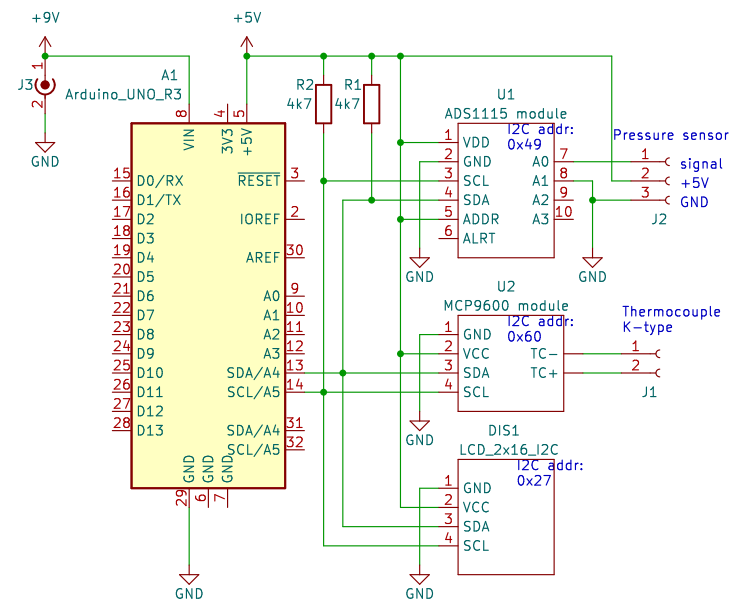 +9V
+5V
1
J3
2
GND
A1
Arduino_UNO_R3
8
4
5
VIN
3V3
+5V
15 D0/RX
16 D1/TX
17 D2
18 D3
19 D4
20 D5
21 D6
22 D7
23 D8
24 D9
25 D10
26 D11
27 D12
28 D13
RESET 3
IOREF 2
AREF 30
A0 9
A1 10
A2 11
A3 12
SDA/A4 13
SCL/A5 14
SDA/A4 31
SCL/A5 32
GND
GND
GND
29
6
7
GND
R2
4k7
R1
4k7
U1
ADS1115 module
I2C addr:
0x49
1 VDD
2 GND
3 SCL
4 SDA
5 ADDR
6 ALRT
A0 7
A1 8
A2 9
A3 10
GND
GND
Pressure sensor
1 signal
2 +5V
3 GND
J2
U2
MCP9600 module
I2C addr:
0x60
1 GND
2 VCC
3 SDA
4 SCL
TC-
TC+
GND
Thermocouple
K-type
1
2
J1
DIS1
LCD_2x16_I2C
I2C addr:
0x27
1 GND
2 VCC
3 SDA
4 SCL
GND